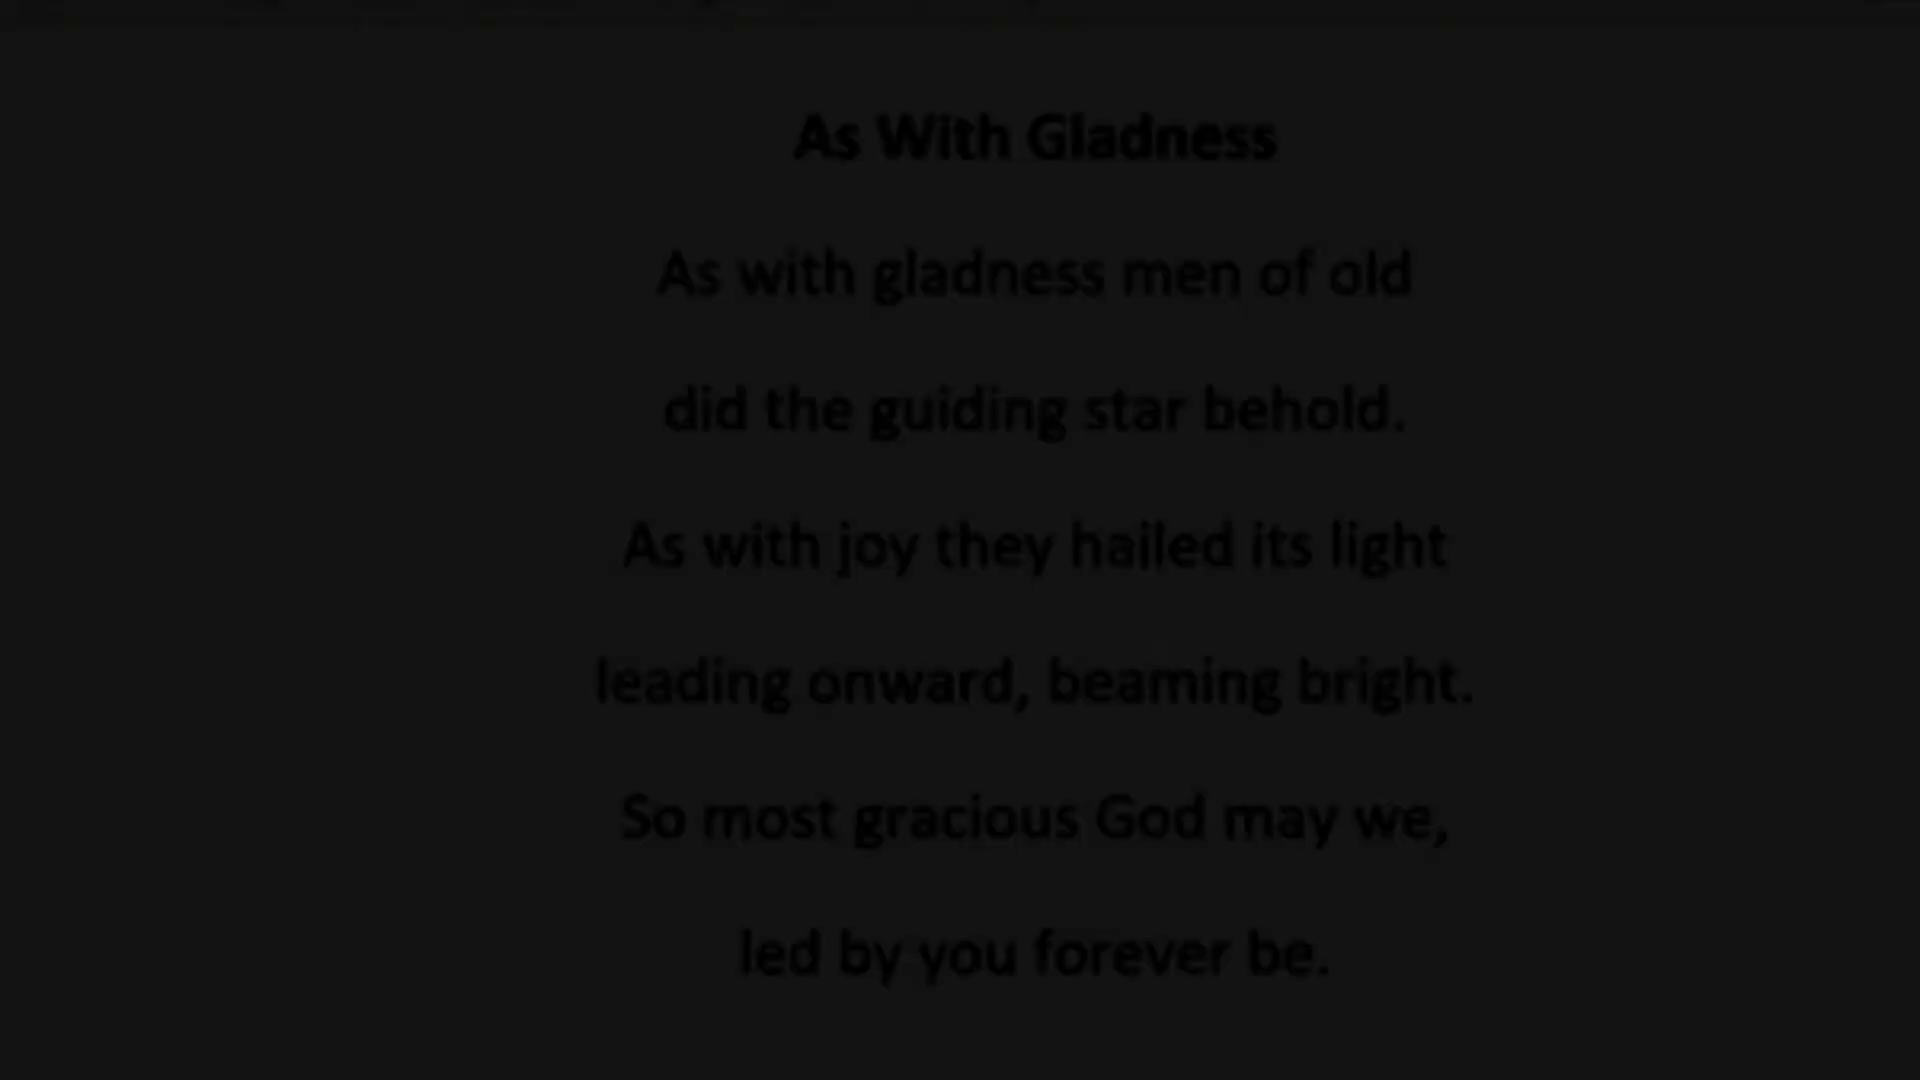 As With Gladness
As with gladness men of old
did the guiding star behold.
As with joy they hailed its light
leading onward, beaming bright.
So most gracious God may we,
led by you forever be.